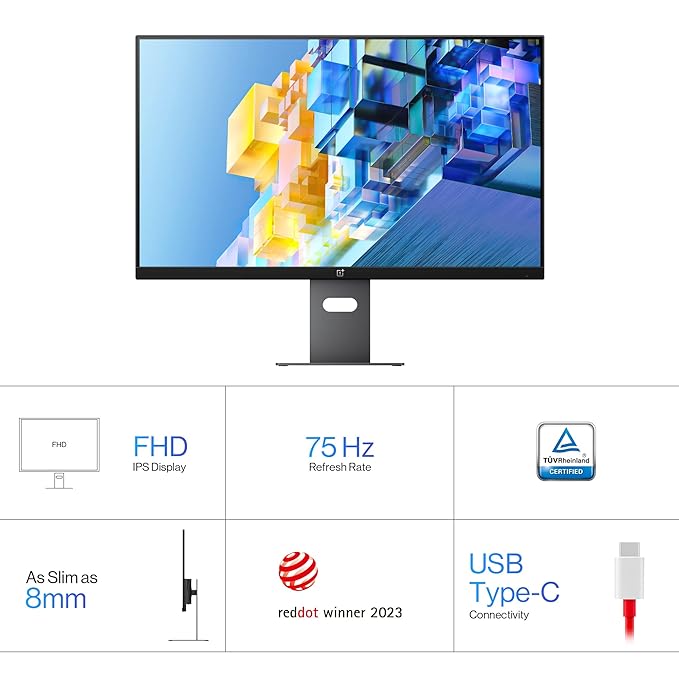 FHD
FHD
IPS Display
75 Hz
Refresh Rate
TÜVRheinland®
CERTIFIED
As Slim as
8mm
reddot winner 2023
USB
Type-C
Connectivity